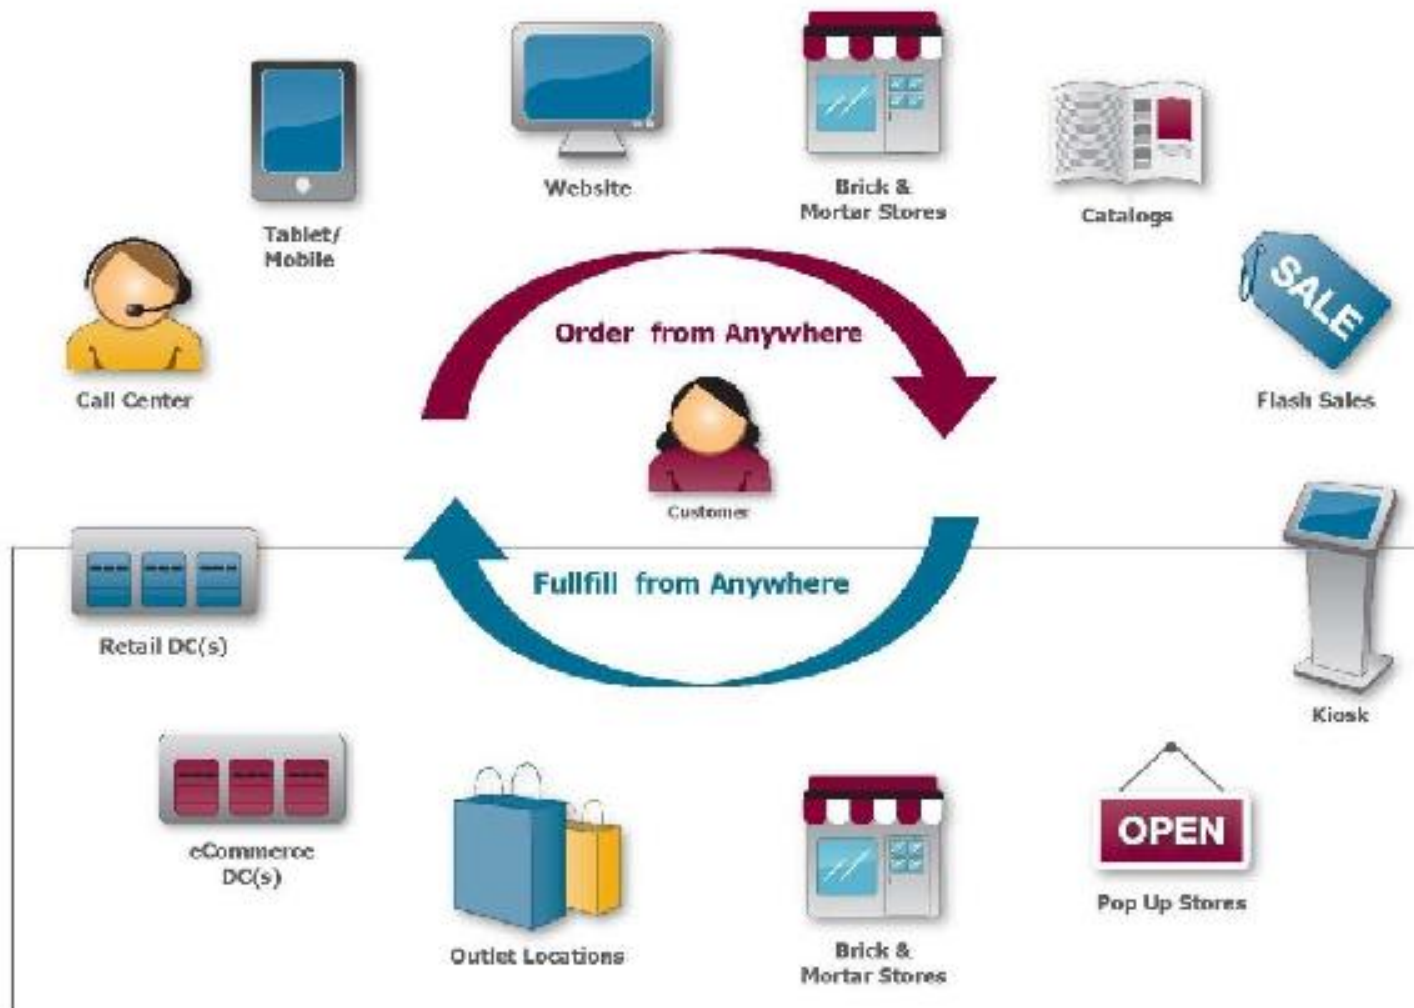 Website
Brick &
Mortar Stores
Catalogs
Tablet/
Mobile
SALE
Call Center
Flash Sales
Order from Anywhere
Customer
Fullfill from Anywhere
Retail DC(s)
Kiosk
eCommerce
DC(s)
OPEN
Pop Up Stores
Outlet Locations
Brick &
Mortar Stores